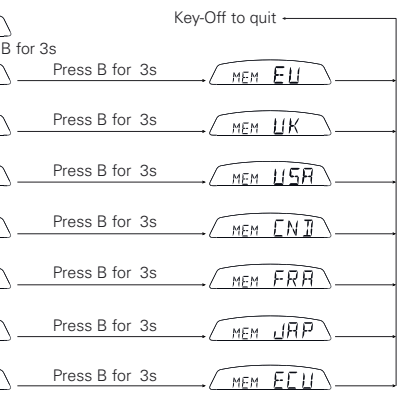 Key-Off to quit
B for 3s
Press B for 3s
MEM EU
Press B for 3s
MEM UK
Press B for 3s
MEM USA
Press B for 3s
MEM CND
Press B for 3s
MEM FRA
Press B for 3s
MEM JAP
Press B for 3s
MEM ECU